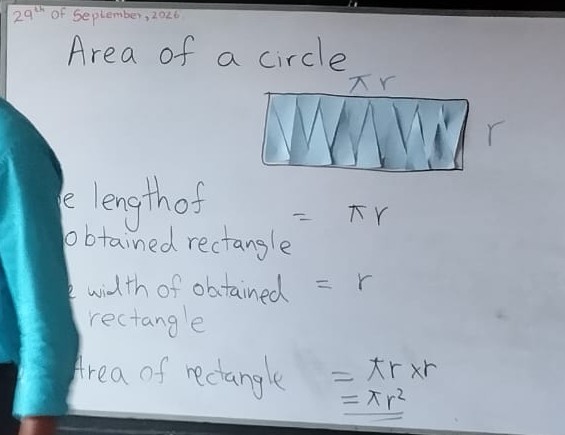 29th of September, 2026
Area of a circle
πr
r
length of
obtained rectangle = πr
width of obtained
rectangle = r
Area of rectangle = πr×r
= πr²